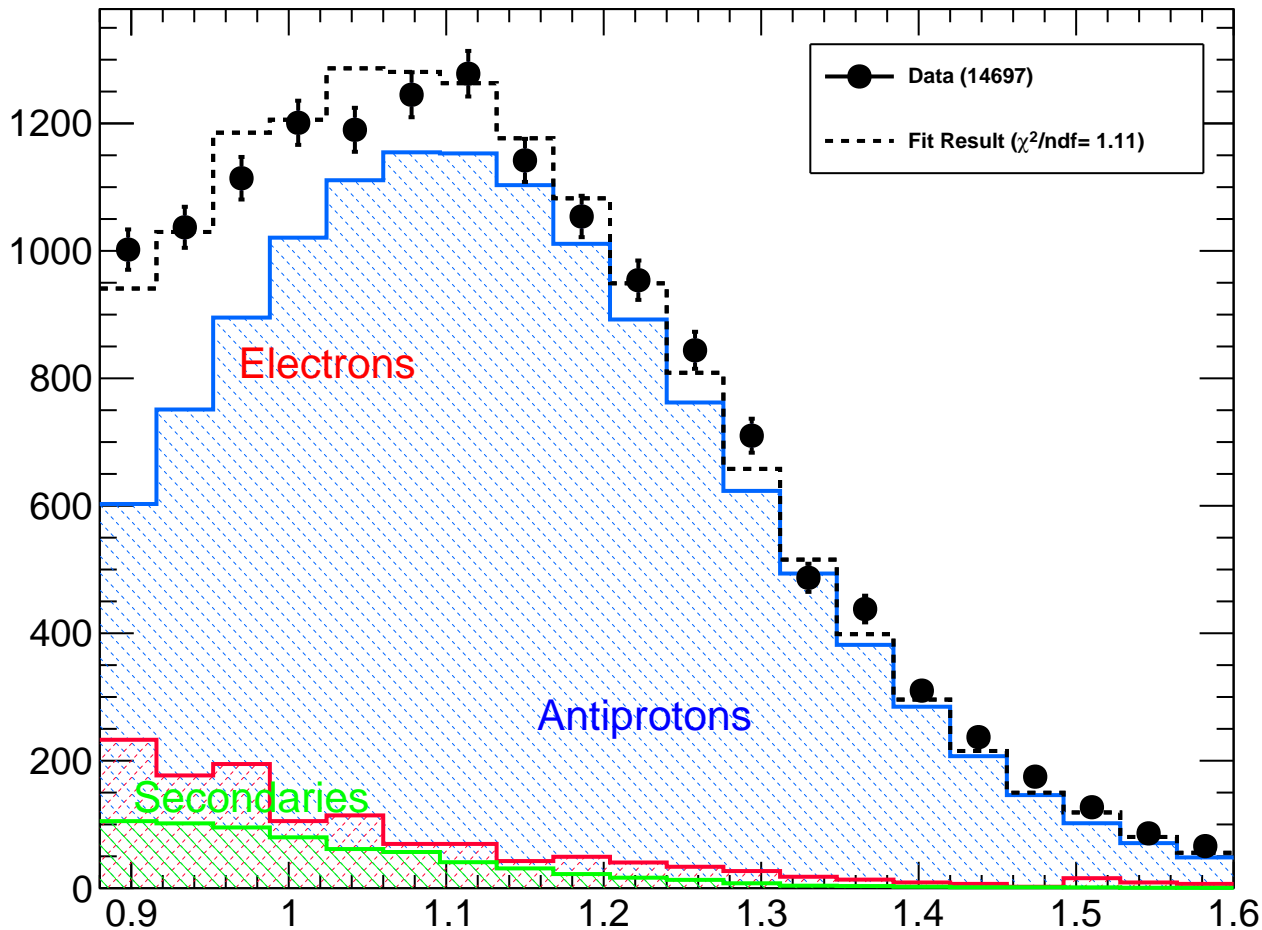 Data (14697)
Fit Result (χ²/ndf= 1.11)
1200
1000
800
600
400
200
0
Electrons
Antiprotons
Secondaries
0.9 1 1.1 1.2 1.3 1.4 1.5 1.6